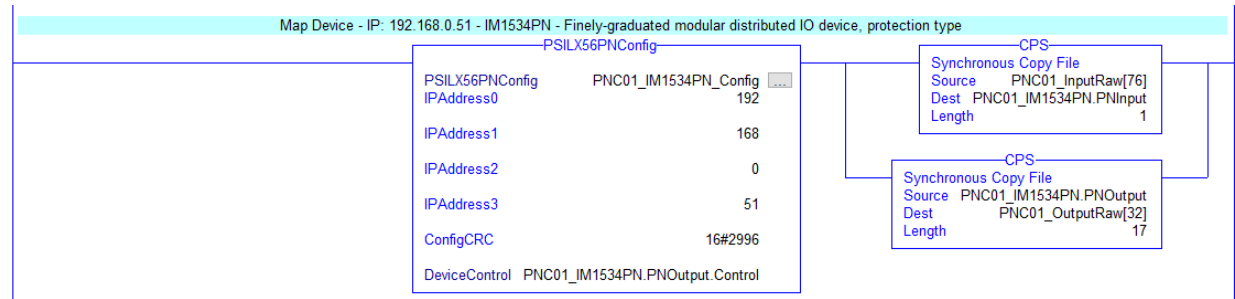 Map Device - IP: 192.168.0.51 - IM1534PN - Finely-graduated modular distributed IO device, protection type
PSILX56PNConfig
PSILX56PNConfig PNC01_IM1534PN_Config ...
IPAddress0 192
IPAddress1 168
IPAddress2 0
IPAddress3 51
ConfigCRC 16#2996
DeviceControl PNC01_IM1534PN.PNOutput.Control
CPS
Synchronous Copy File
Source PNC01_InputRaw[76]
Dest PNC01_IM1534PN.PNInput
Length 1
CPS
Synchronous Copy File
Source PNC01_IM1534PN.PNOutput
Dest PNC01_OutputRaw[32]
Length 17